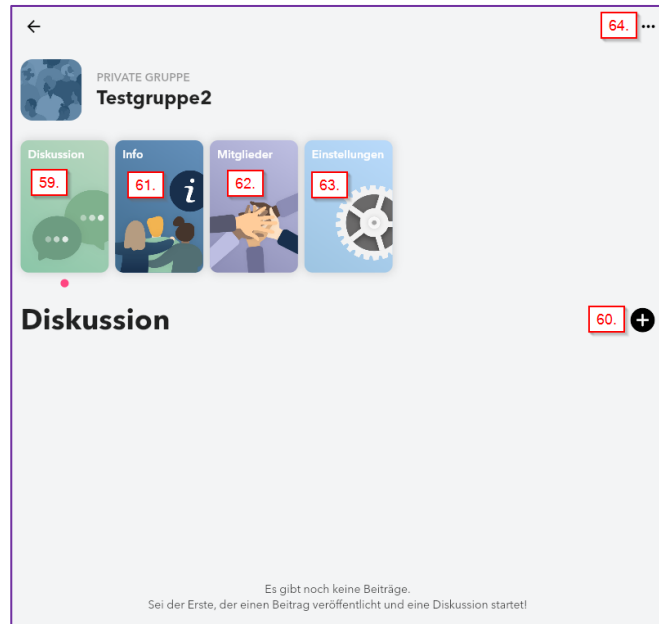 64.
PRIVATE GRUPPE
Testgruppe2
Diskussion
Info
Mitglieder
Einstellungen
59.
61.
62.
63.
i
Diskussion
60.
Es gibt noch keine Beiträge.
Sei der Erste, der einen Beitrag veröffentlicht und eine Diskussion startet!